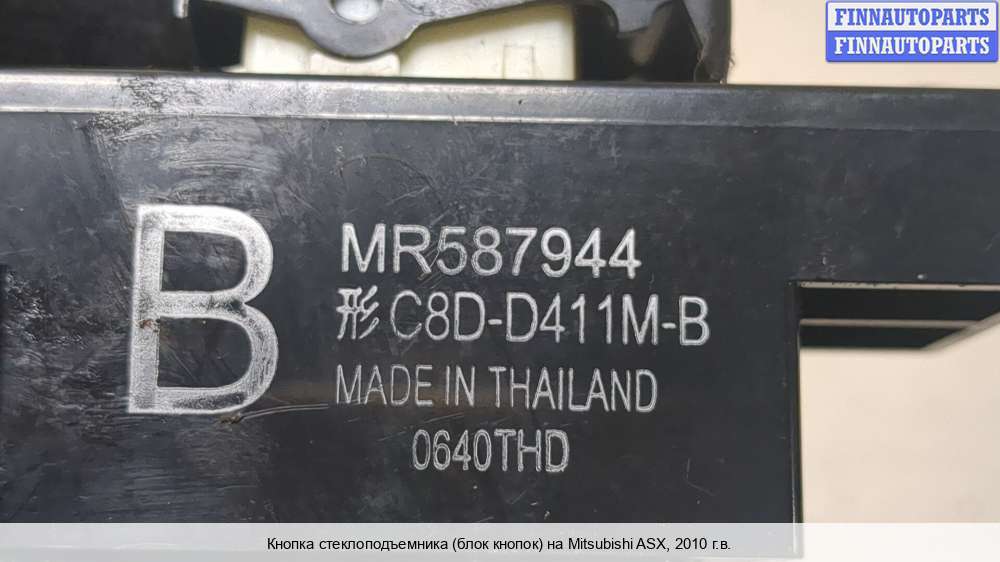 FINNAUTOPARTS
FINNAUTOPARTS
B
MR587944
形 C8D-D411M-B
MADE IN THAILAND
0640THD
Кнопка стеклоподъемника (блок кнопок) на Mitsubishi ASX, 2010 г.в.